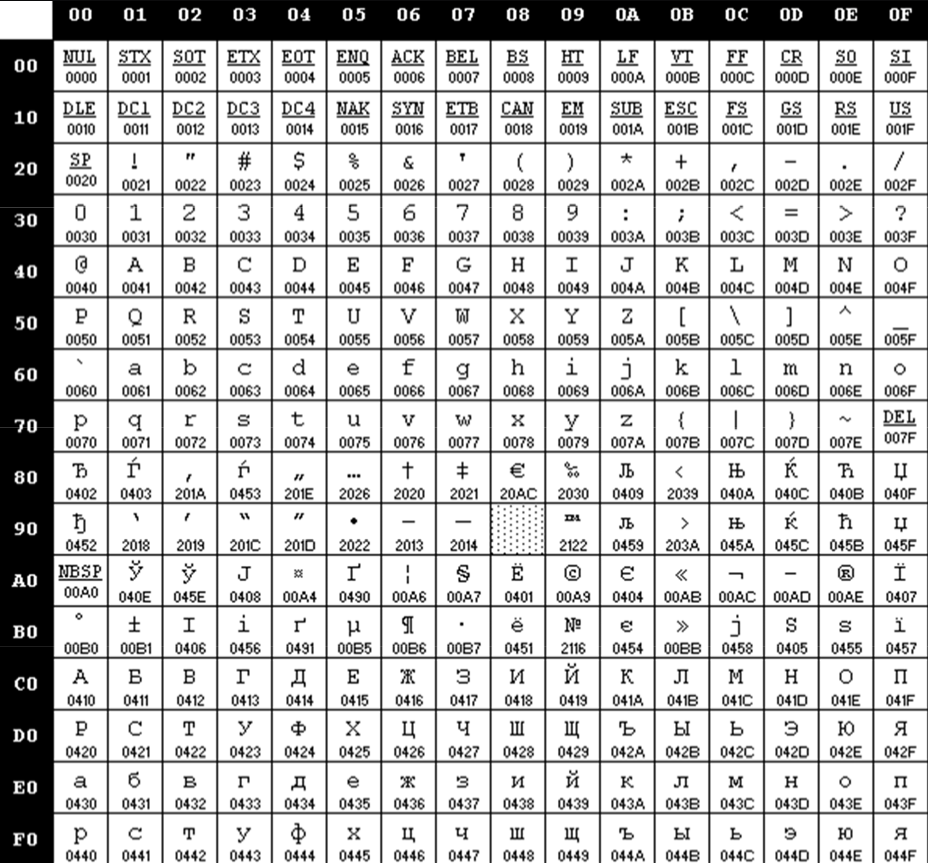 00 01 02 03 04 05 06 07 08 09 0A 0B 0C 0D 0E 0F
00 NUL STX SOT ETX EOT ENQ ACK BEL BS HT LF VT FF CR SO SI
0000 0001 0002 0003 0004 0005 0006 0007 0008 0009 000A 000B 000C 000D 000E 000F
10 DLE DC1 DC2 DC3 DC4 NAK SYN ETB CAN EM SUB ESC FS GS RS US
0010 0011 0012 0013 0014 0015 0016 0017 0018 0019 001A 001B 001C 001D 001E 001F
20 SP ! " # $ % & ' ( ) * + , - . /
0020 0021 0022 0023 0024 0025 0026 0027 0028 0029 002A 002B 002C 002D 002E 002F
30 0 1 2 3 4 5 6 7 8 9 : ; < = > ?
0030 0031 0032 0033 0034 0035 0036 0037 0038 0039 003A 003B 003C 003D 003E 003F
40 @ A B C D E F G H I J K L M N O
0040 0041 0042 0043 0044 0045 0046 0047 0048 0049 004A 004B 004C 004D 004E 004F
50 P Q R S T U V W X Y Z [ \ ] ^ _
0050 0051 0052 0053 0054 0055 0056 0057 0058 0059 005A 005B 005C 005D 005E 005F
60 ` a b c d e f g h i j k l m n o
0060 0061 0062 0063 0064 0065 0066 0067 0068 0069 006A 006B 006C 006D 006E 006F
70 p q r s t u v w x y z { | } ~ DEL
0070 0071 0072 0073 0074 0075 0076 0077 0078 0079 007A 007B 007C 007D 007E 007F
80 Ђ Ѓ ‚ ѓ „ … † ‡ € ‰ Љ ‹ Њ Ќ Ћ Џ
0402 0403 201A 0453 201E 2026 2020 2021 20AC 2030 0409 2039 040A 040C 040B 040F
90 ђ ‘ ’ “ ” • – — ™ љ › њ ќ ћ џ
0452 2018 2019 201C 201D 2022 2013 2014 2122 0459 203A 045A 045C 045B 045F
A0 NBSP Ў ў Ј ¤ Ґ ¦ § Ё © Є « ¬ - ® Ї
00A0 040E 045E 0408 00A4 0490 00A6 00A7 0401 00A9 0404 00AB 00AC 00AD 00AE 0407
B0 ° ± І і ґ µ ¶ · ё № є » ј Ѕ ѕ ї
00B0 00B1 0406 0456 0491 00B5 00B6 00B7 0451 2116 0454 00BB 0458 0405 0455 0457
C0 А Б В Г Д Е Ж З И Й К Л М Н О П
0410 0411 0412 0413 0414 0415 0416 0417 0418 0419 041A 041B 041C 041D 041E 041F
D0 Р С Т У Ф Х Ц Ч Ш Щ Ъ Ы Ь Э Ю Я
0420 0421 0422 0423 0424 0425 0426 0427 0428 0429 042A 042B 042C 042D 042E 042F
E0 а б в г д е ж з и й к л м н о п
0430 0431 0432 0433 0434 0435 0436 0437 0438 0439 043A 043B 043C 043D 043E 043F
F0 р с т у ф х ц ч ш щ ъ ы ь э ю я
0440 0441 0442 0443 0444 0445 0446 0447 0448 0449 044A 044B 044C 044D 044E 044F